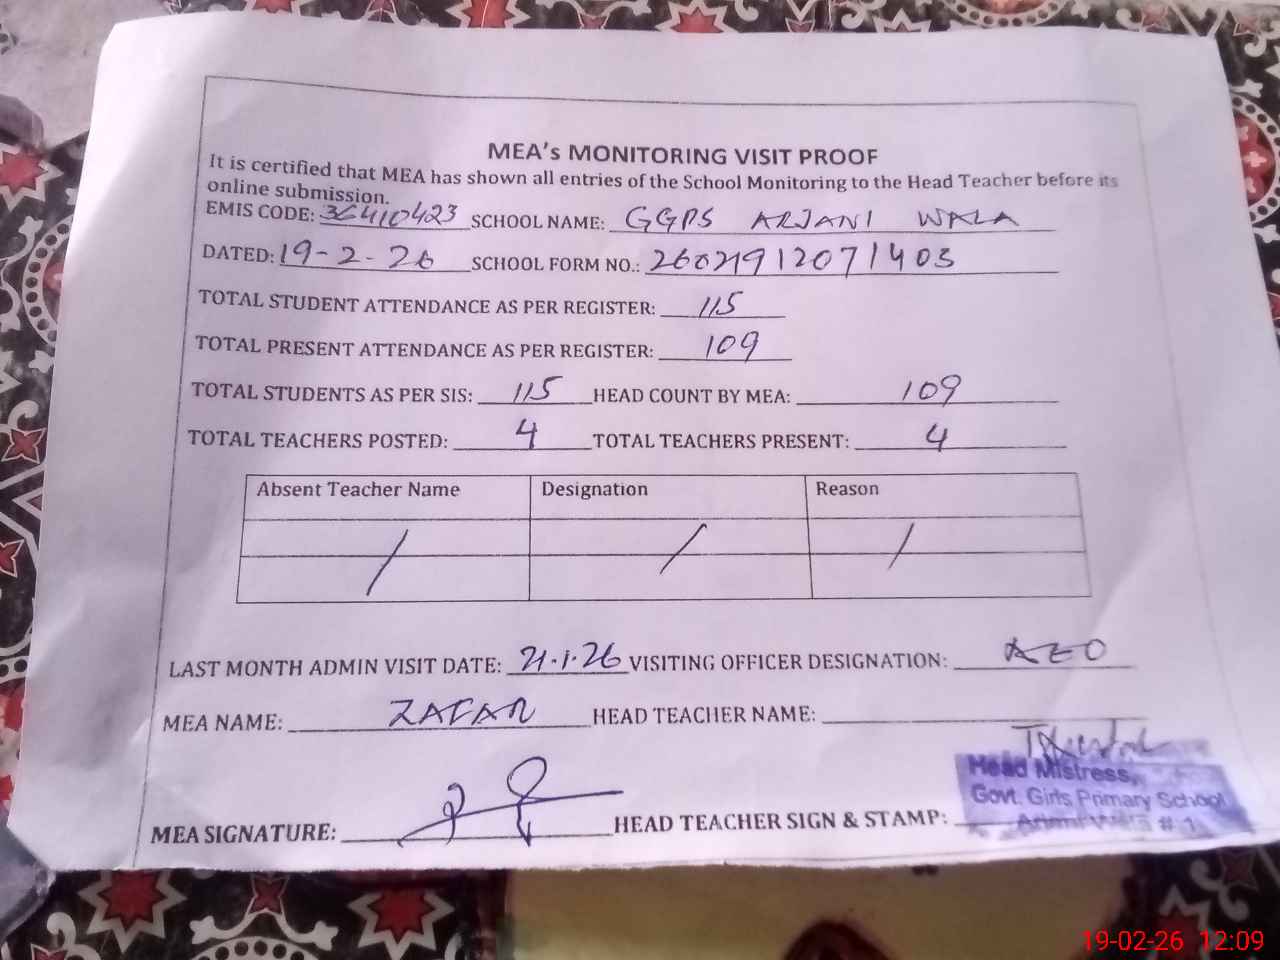 MEA's MONITORING VISIT PROOF
It is certified that MEA has shown all entries of the School Monitoring to the Head Teacher before its
online submission.
EMIS CODE: 36410423 SCHOOL NAME: GGPS ARJANI WALA
DATED: 19-2-26 SCHOOL FORM NO.: 26021912071403
TOTAL STUDENT ATTENDANCE AS PER REGISTER: 115
TOTAL PRESENT ATTENDANCE AS PER REGISTER: 109
TOTAL STUDENTS AS PER SIS: 115 HEAD COUNT BY MEA: 109
TOTAL TEACHERS POSTED: 4 TOTAL TEACHERS PRESENT: 4
Absent Teacher Name Designation Reason
/ / /
LAST MONTH ADMIN VISIT DATE: 21.1.26 VISITING OFFICER DESIGNATION: AEO
MEA NAME: ZAFAR HEAD TEACHER NAME:
Head Mistress,
Govt. Girls Primary School
MEA SIGNATURE: HEAD TEACHER SIGN & STAMP:
19-02-26 12:09